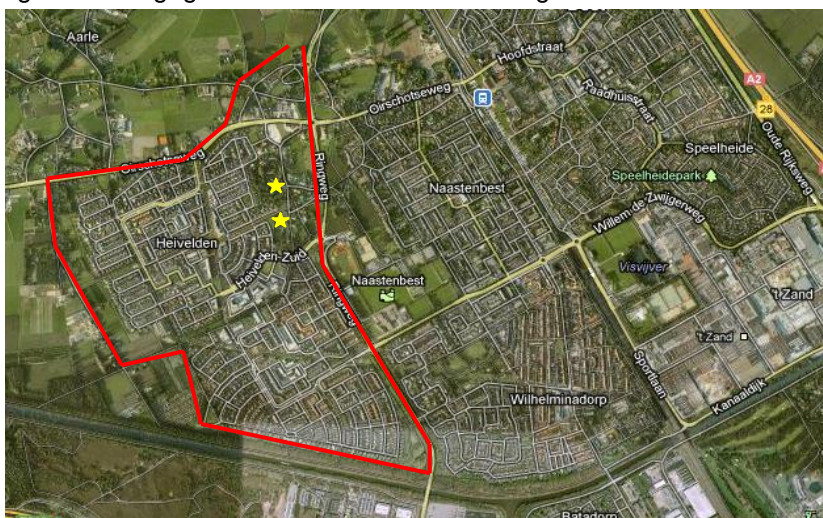 Aarle
Hoofdstraat
A2
Oirschotseweg
Raadhuisstraat
28
Oude Rijksweg
Speelheide
Oirschotseweg
Ringweg
Naastenbest
Speelheidepark
Willem de Zwijgerweg
Heivelden
Heivelden-Zuid
Visvijver
Naastenbest
't Zand
Ringweg
't Zand
Sportlaan
Wilhelminadorp
Kanaaldijk
Batadorp